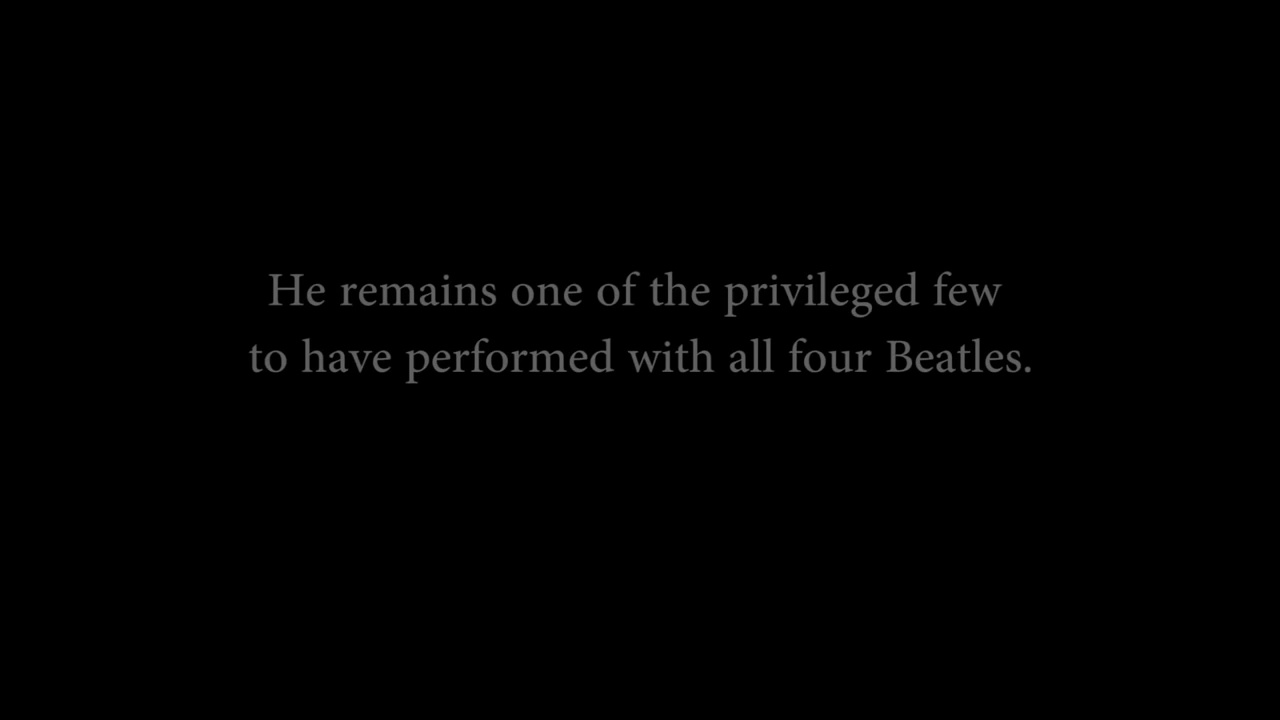 He remains one of the privileged few
to have performed with all four Beatles.